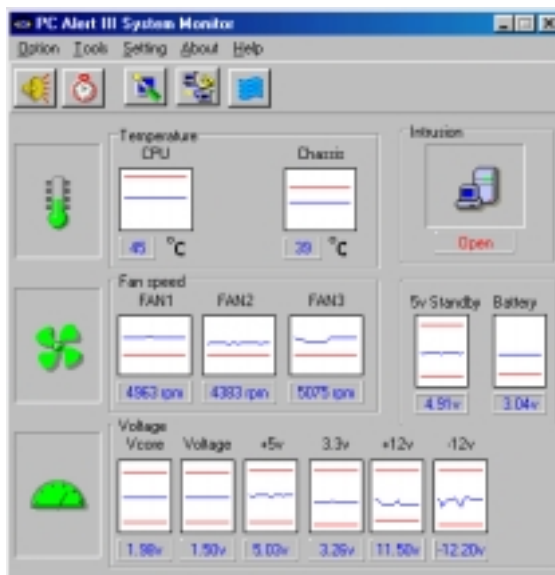 PC Alert III System Monitor
Option Tools Setting About Help
Temperature
CPU Chassis
45 °C 39 °C
Intrusion
Open
Fan speed
FAN1 FAN2 FAN3
4963 rpm 4383 rpm 5075 rpm
5v Standby Battery
4.91v 3.04v
Voltage
Vcore Voltage +5v 3.3v +12v -12v
1.98v 1.50v 5.03v 3.26v 11.50v -12.20v